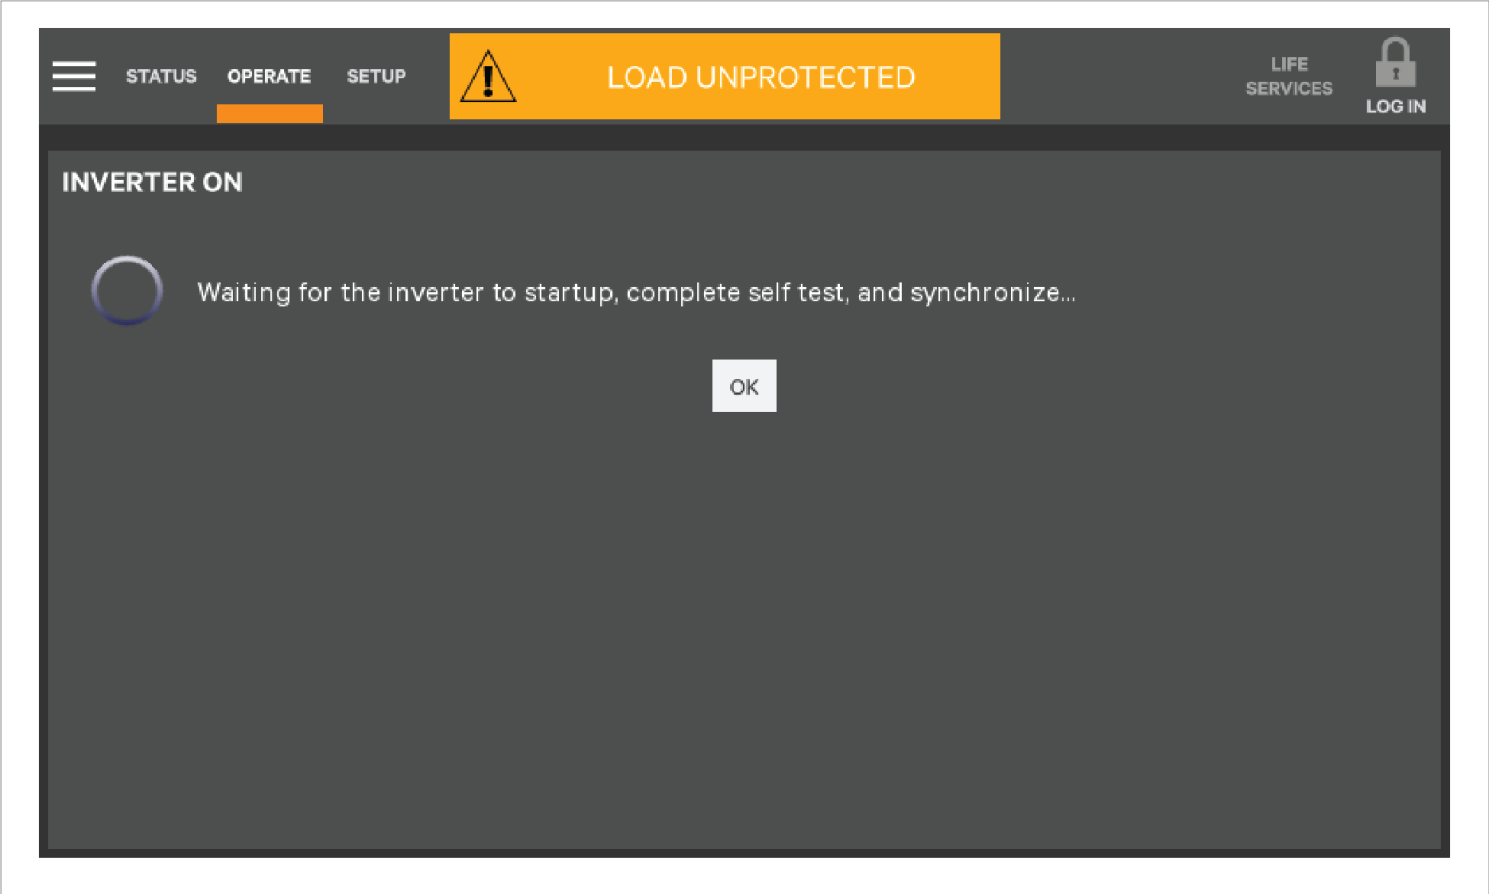 STATUS OPERATE SETUP
LOAD UNPROTECTED
LIFE
SERVICES
LOG IN
INVERTER ON
Waiting for the inverter to startup, complete self test, and synchronize...
OK